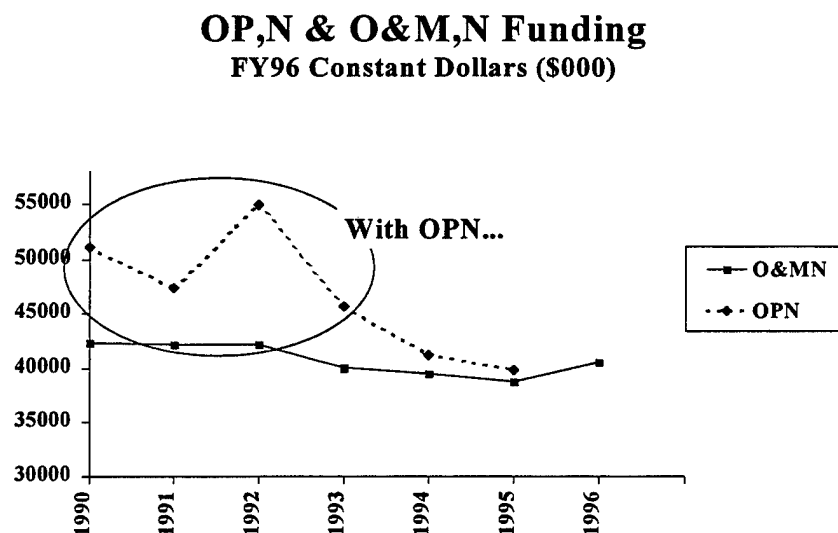 OP,N & O&M,N Funding
FY96 Constant Dollars ($000)
55000
50000
45000
40000
35000
30000
With OPN...
O&MN
OPN
1990
1991
1992
1993
1994
1995
1996